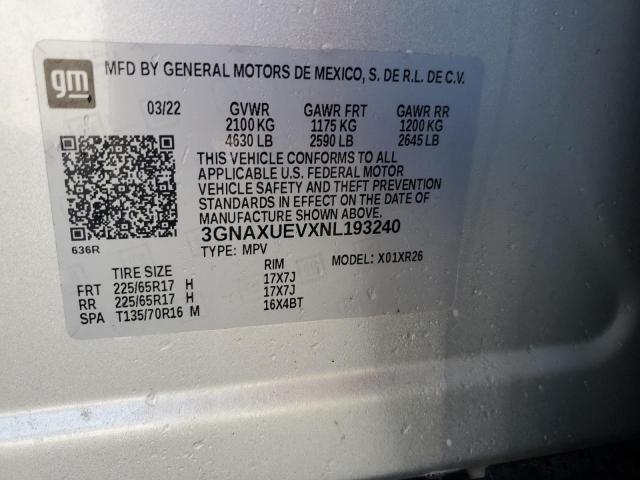 gm
MFD BY GENERAL MOTORS DE MEXICO, S. DE R.L. DE C.V.
03/22 GVWR GAWR FRT GAWR RR
2100 KG 1175 KG 1200 KG
4630 LB 2590 LB 2645 LB
THIS VEHICLE CONFORMS TO ALL
APPLICABLE U.S. FEDERAL MOTOR
VEHICLE SAFETY AND THEFT PREVENTION
STANDARDS IN EFFECT ON THE DATE OF
MANUFACTURE SHOWN ABOVE.
3GNAXUEVXNL193240
636R
TYPE: MPV MODEL: X01XR26
TIRE SIZE RIM
FRT 225/65R17 H 17X7J
RR 225/65R17 H 17X7J
SPA T135/70R16 M 16X4BT